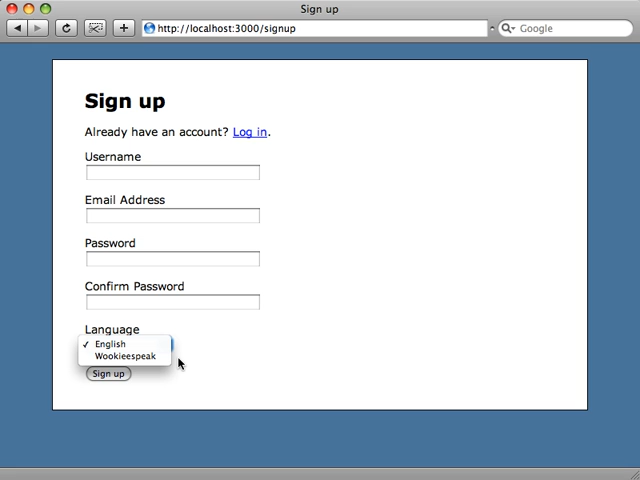 Sign up
http://localhost:3000/signup
Google
Sign up
Already have an account? Log in.
Username
Email Address
Password
Confirm Password
Language
✓ English
Wookieespeak
Sign up